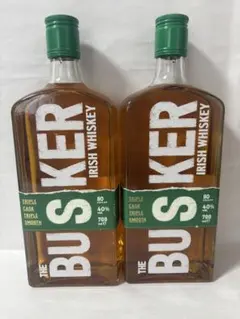 THE BUSKER
IRISH WHISKEY
TRIPLE
CASK
TRIPLE
SMOOTH
80
40%
700
THE BUSKER
IRISH WHISKEY
TRIPLE
CASK
TRIPLE
SMOOTH
80
40%
700